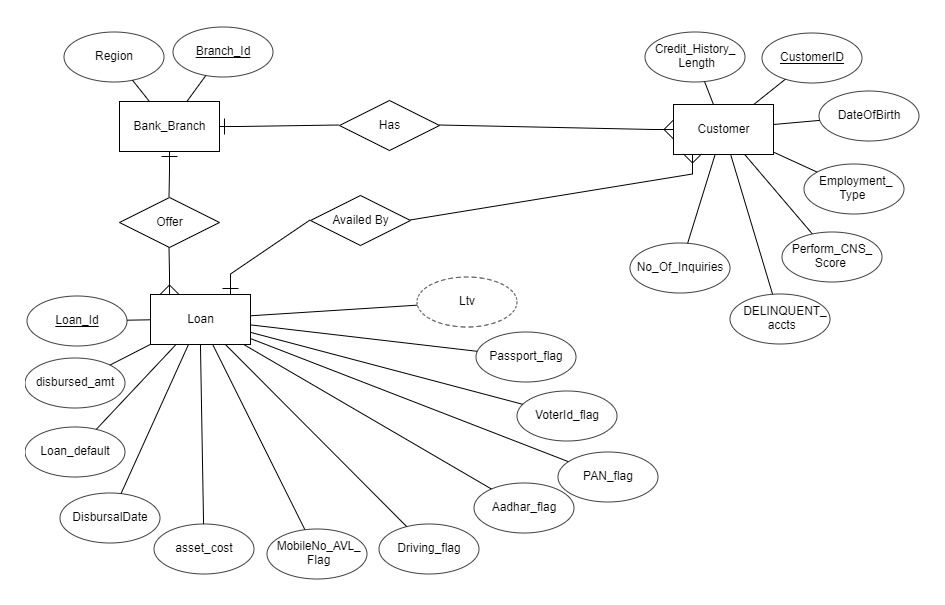 Region
Branch_Id
Credit_History_
Length
CustomerID
Bank_Branch
Has
Customer
DateOfBirth
Employment_
Type
Offer
Availed By
Perform_CNS_
Score
No_Of_Inquiries
DELINQUENT_
accts
Loan_Id
Loan
Ltv
Passport_flag
disbursed_amt
VoterId_flag
Loan_default
PAN_flag
Aadhar_flag
DisbursalDate
asset_cost
MobileNo_AVL_
Flag
Driving_flag